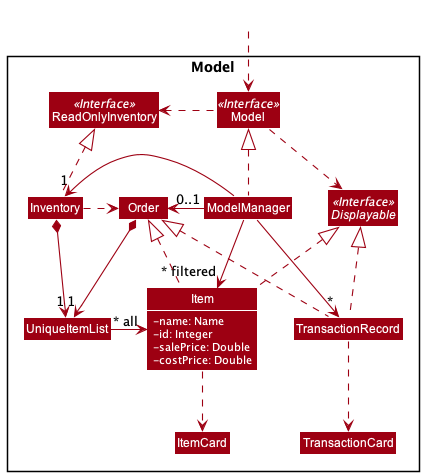 Model
«Interface»
ReadOnlyInventory
«Interface»
Model
1
«Interface»
Displayable
Inventory
Order
0..1
ModelManager
* filtered
Item
-name: Name
-id: Integer
-salePrice: Double
-costPrice: Double
1
1
*
UniqueItemList
* all
TransactionRecord
ItemCard
TransactionCard